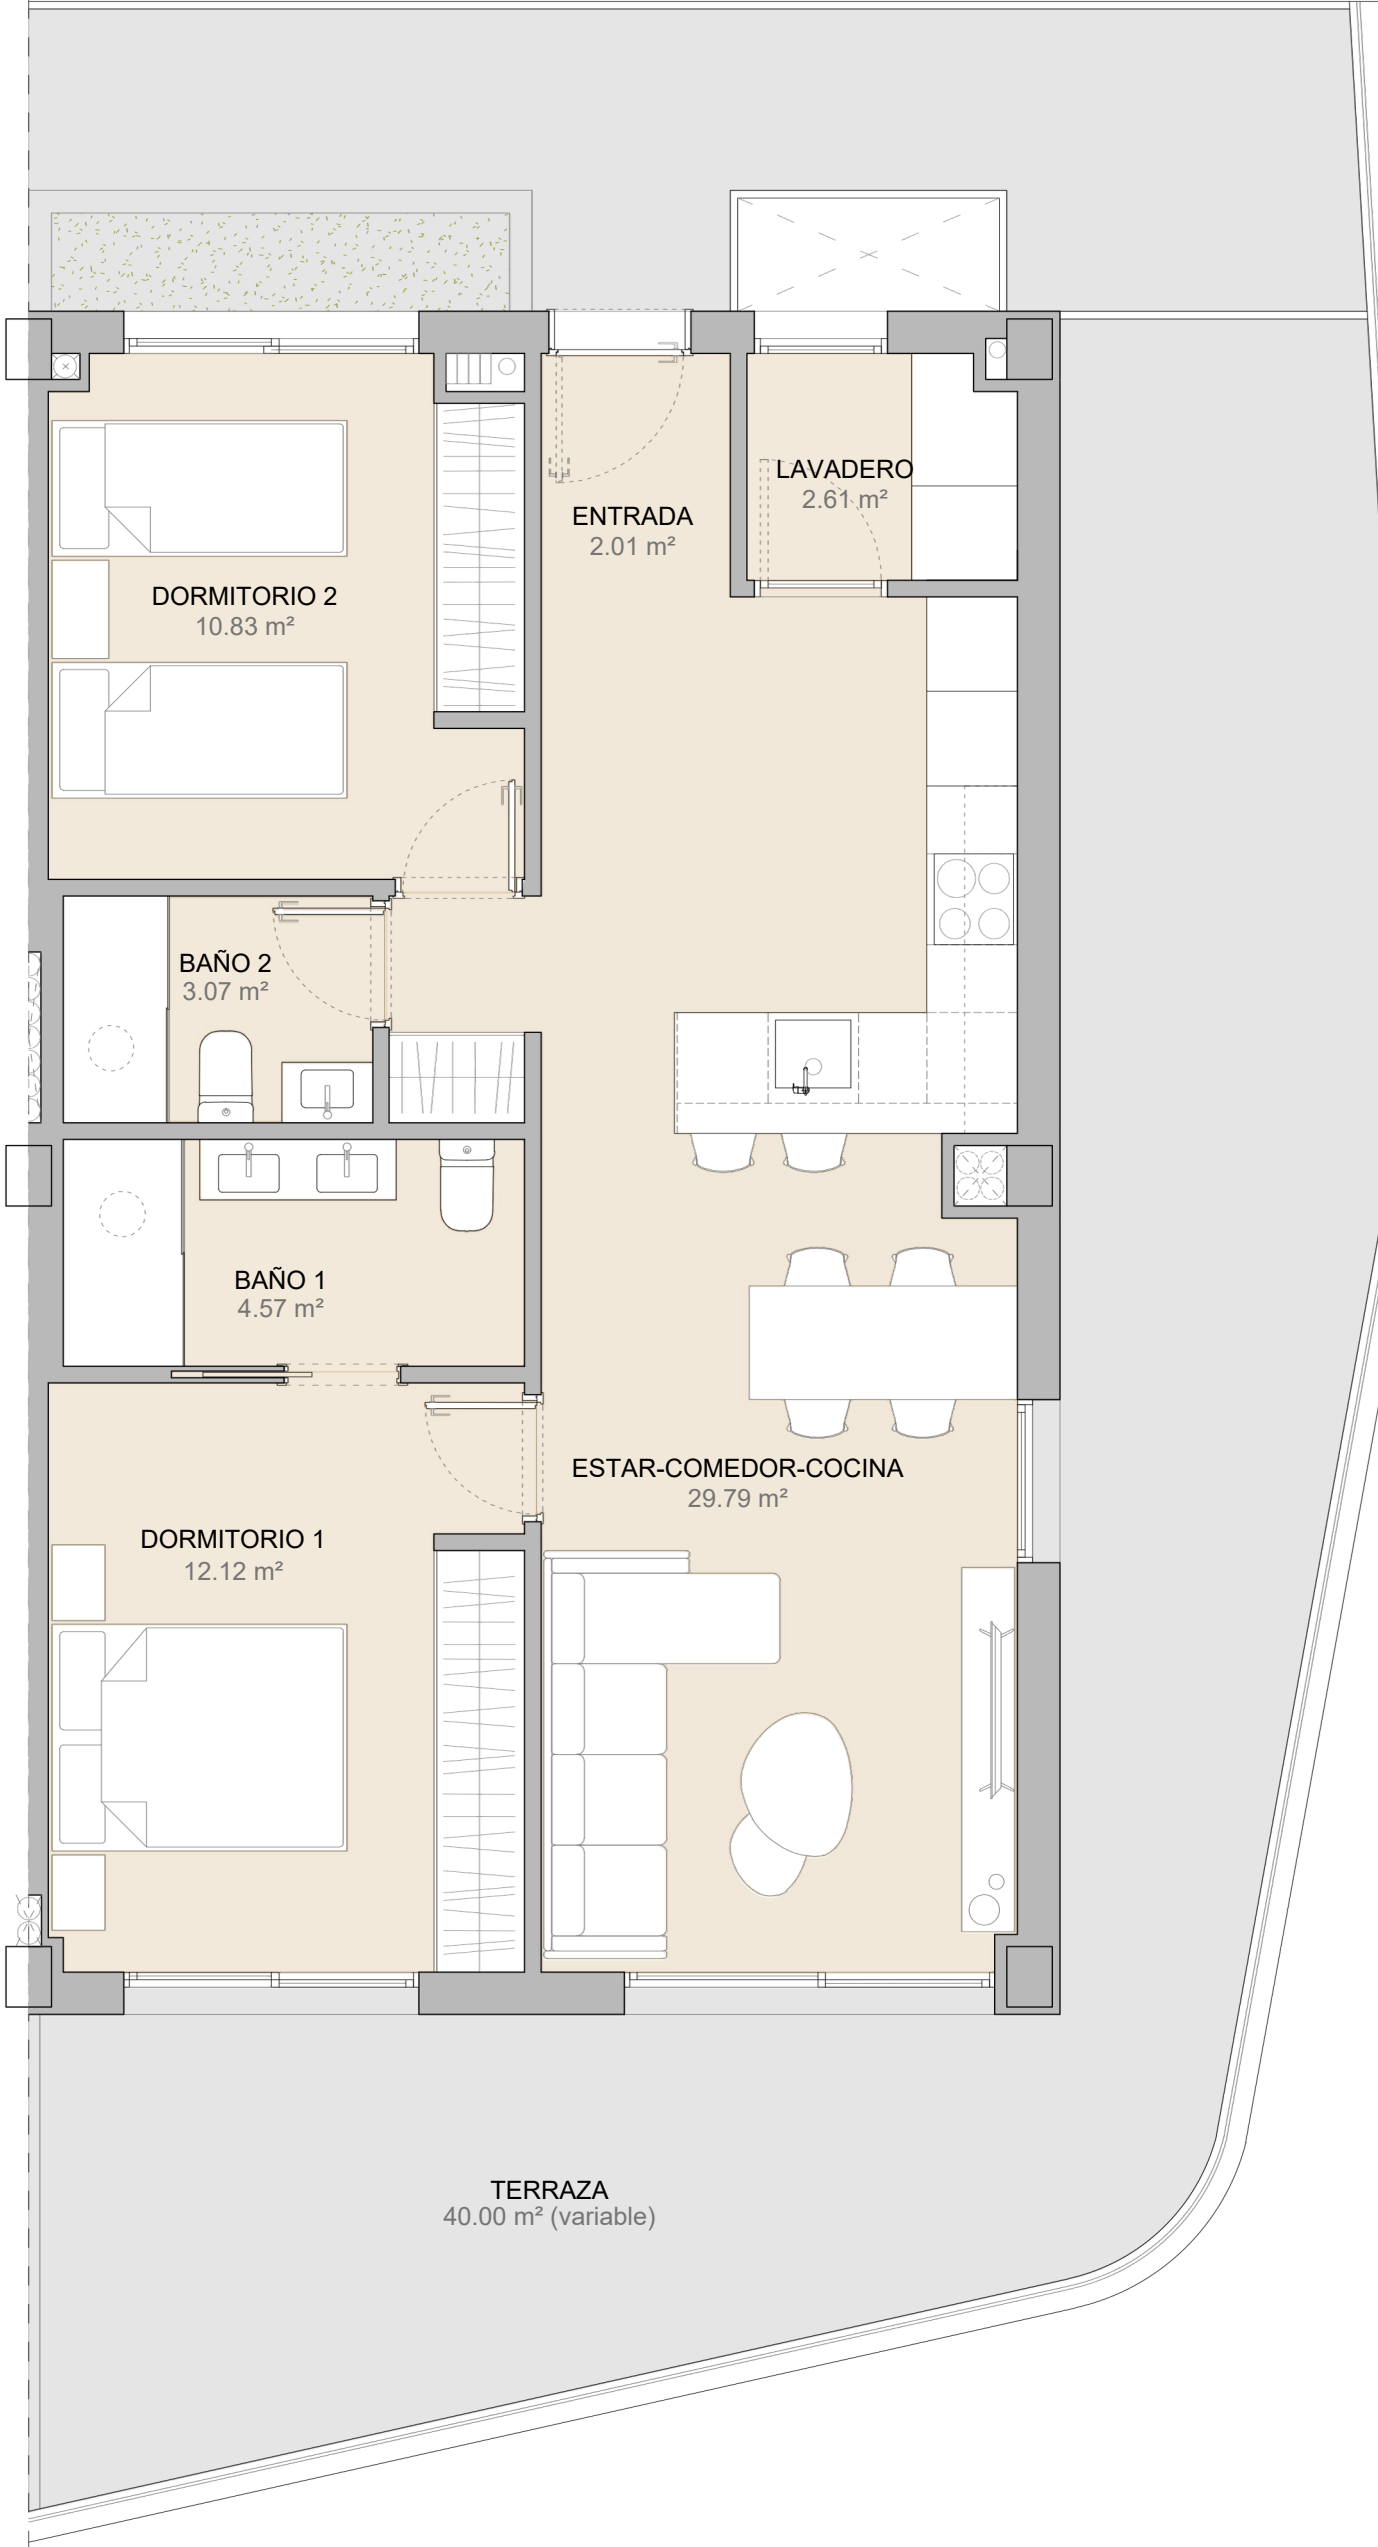 LAVADERO
2.61 m²
ENTRADA
2.01 m²
DORMITORIO 2
10.83 m²
BAÑO 2
3.07 m²
BAÑO 1
4.57 m²
ESTAR-COMEDOR-COCINA
29.79 m²
DORMITORIO 1
12.12 m²
TERRAZA
40.00 m² (variable)